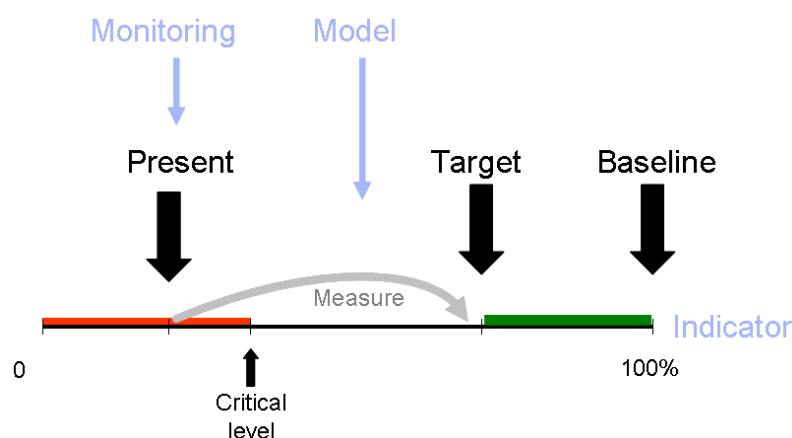 Monitoring Model
Present Target Baseline
Measure
Indicator
0 100%
Critical
level